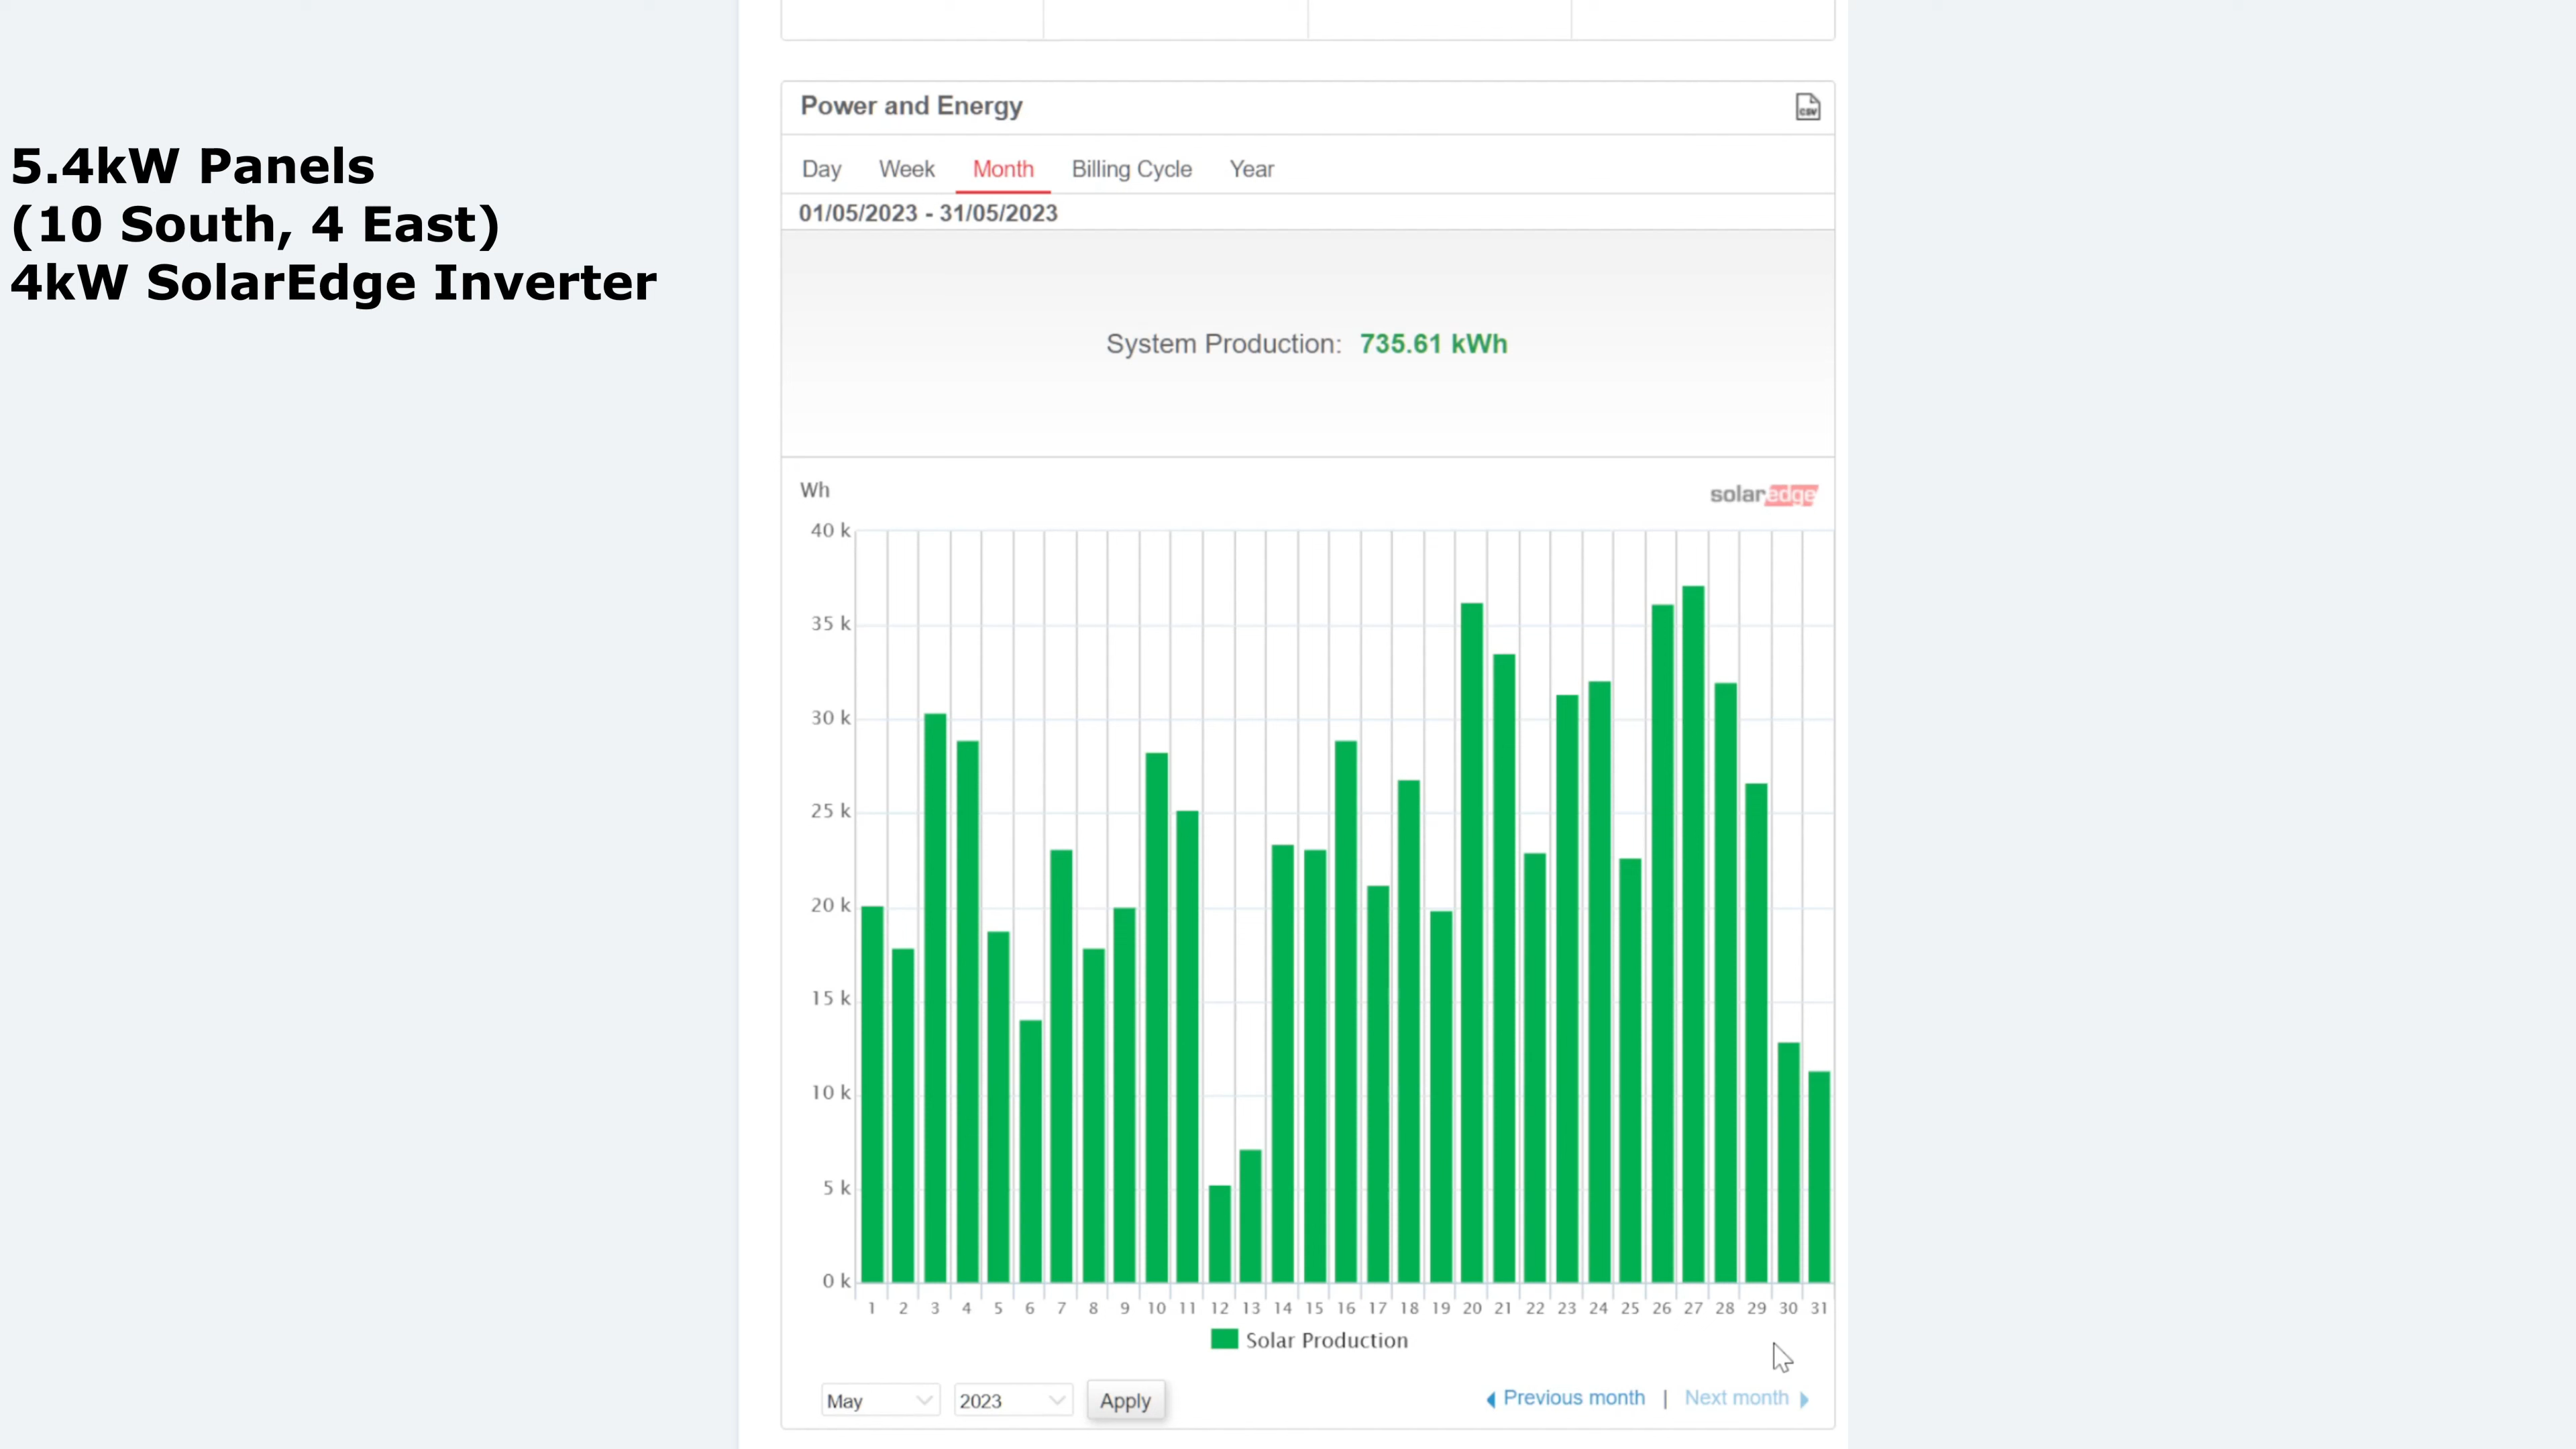 5.4kW Panels
(10 South, 4 East)
4kW SolarEdge Inverter
Power and Energy
CSV
Day Week Month Billing Cycle Year
01/05/2023 - 31/05/2023
System Production: 735.61 kWh
Wh
solaredge
40 k
35 k
30 k
25 k
20 k
15 k
10 k
5 k
0 k
1 2 3 4 5 6 7 8 9 10 11 12 13 14 15 16 17 18 19 20 21 22 23 24 25 26 27 28 29 30 31
Solar Production
May 2023 Apply Previous month | Next month